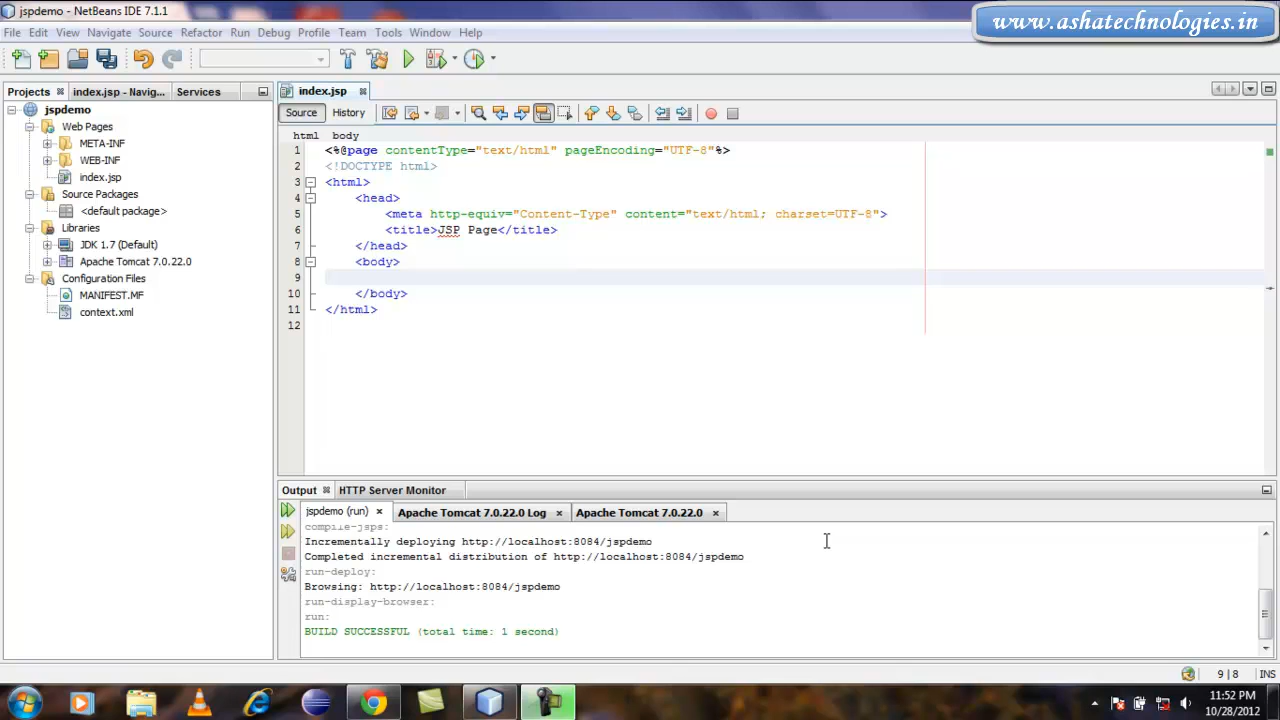 jspdemo - NetBeans IDE 7.1.1
www.ashatechnologies.in
File Edit View Navigate Source Refactor Run Debug Profile Team Tools Window Help
Projects index.jsp - Navig... Services
index.jsp
jspdemo
Web Pages
META-INF
WEB-INF
index.jsp
Source Packages
<default package>
Libraries
JDK 1.7 (Default)
Apache Tomcat 7.0.22.0
Configuration Files
MANIFEST.MF
context.xml
Source History
html body
1 <%@page contentType="text/html" pageEncoding="UTF-8"%>
2 <!DOCTYPE html>
3 <html>
4 <head>
5 <meta http-equiv="Content-Type" content="text/html; charset=UTF-8">
6 <title>JSP Page</title>
7 </head>
8 <body>
9
10 </body>
11 </html>
12
Output HTTP Server Monitor
jspdemo (run) Apache Tomcat 7.0.22.0 Log Apache Tomcat 7.0.22.0
compile-jsps:
Incrementally deploying http://localhost:8084/jspdemo
Completed incremental distribution of http://localhost:8084/jspdemo
run-deploy:
Browsing: http://localhost:8084/jspdemo
run-display-browser:
run:
BUILD SUCCESSFUL (total time: 1 second)
9 | 8 INS
11:52 PM
10/28/2012